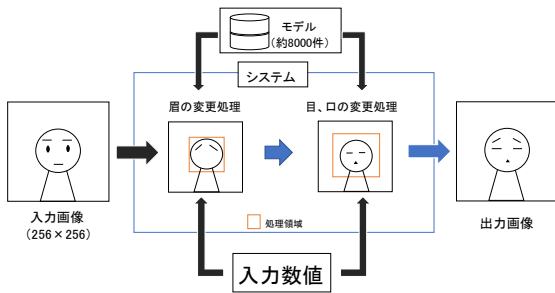 モデル
(約8000件)
システム
眉の変更処理
目、口の変更処理
入力画像
(256×256)
処理領域
出力画像
入力数値